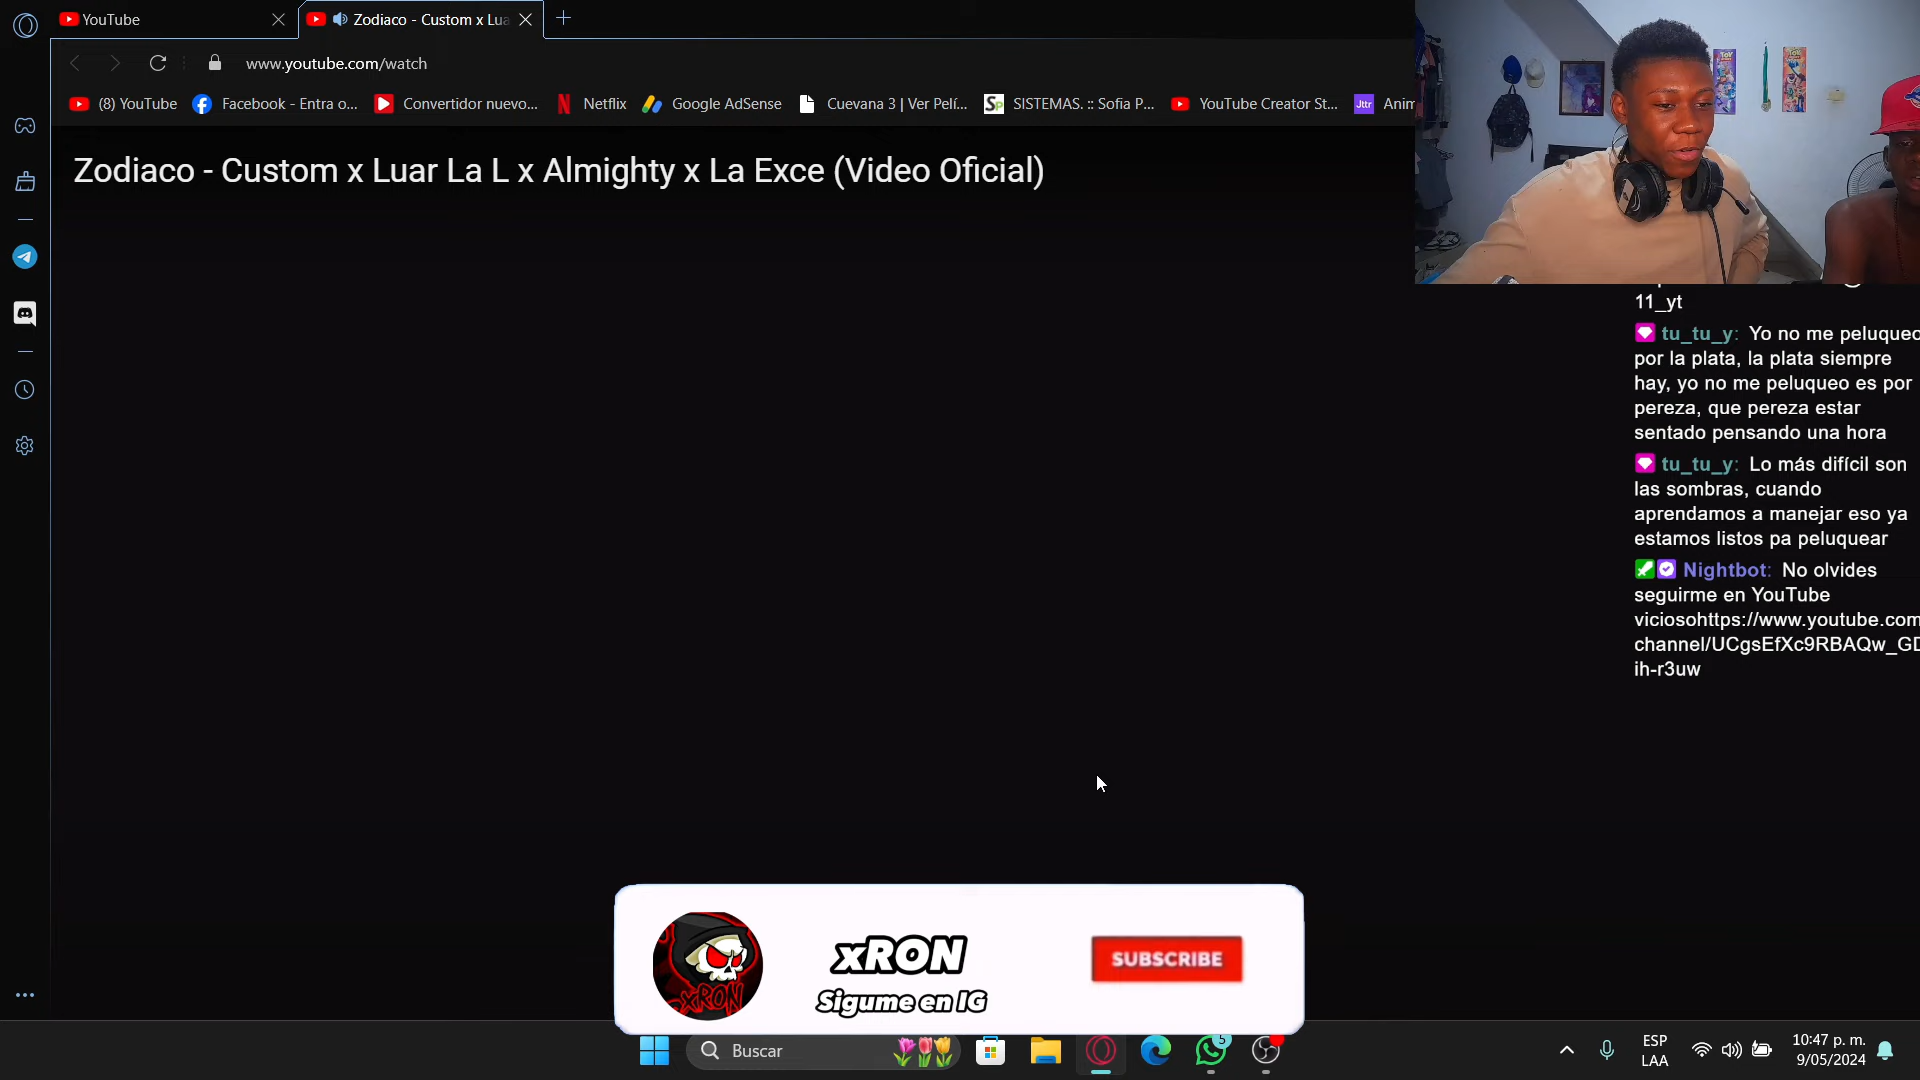 YouTube
Zodiaco - Custom x Lua
www.youtube.com/watch
(8) YouTube
Facebook - Entra o...
Convertidor nuevo...
Netflix
Google AdSense
Cuevana 3 | Ver Pelí...
Sp
SISTEMAS. :: Sofia P...
YouTube Creator St...
Jttr
Anim
Zodiaco - Custom x Luar La L x Almighty x La Exce (Video Oficial)
11_yt
tu_tu_y: Yo no me peluqueo
por la plata, la plata siempre
hay, yo no me peluqueo es por
pereza, que pereza estar
sentado pensando una hora
tu_tu_y: Lo más difícil son
las sombras, cuando
aprendamos a manejar eso ya
estamos listos pa peluquear
Nightbot: No olvides
seguirme en YouTube
viciosohttps://www.youtube.com
channel/UCgsEfXc9RBAQw_GD
ih-r3uw
xRON
xRON
Sigume en IG
SUBSCRIBE
Buscar
5
ESP
LAA
10:47 p. m.
9/05/2024